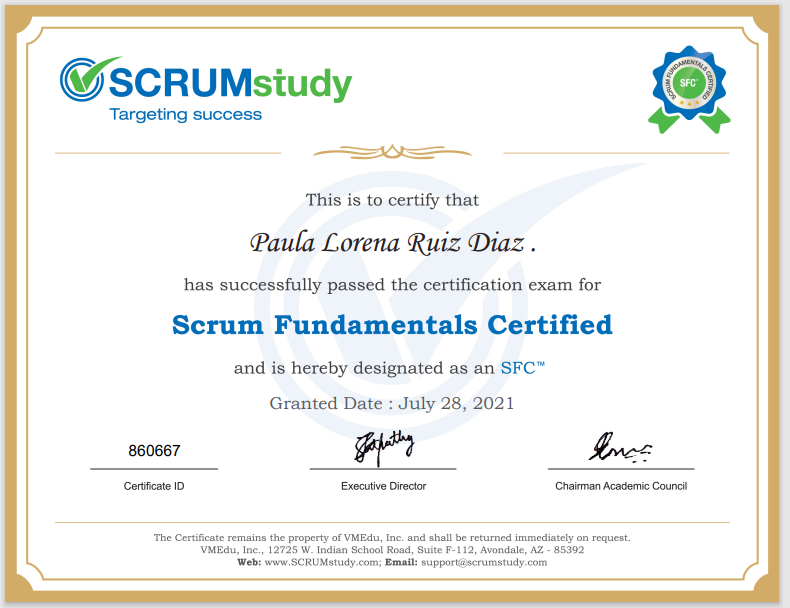 SCRUMstudy
Targeting success
SCRUM FUNDAMENTALS CERTIFIED
SFC™
This is to certify that
Paula Lorena Ruiz Diaz .
has successfully passed the certification exam for
Scrum Fundamentals Certified
and is hereby designated as an SFC™
Granted Date : July 28, 2021
860667
Certificate ID
Executive Director
Chairman Academic Council
The Certificate remains the property of VMEdu, Inc. and shall be returned immediately on request.
VMEdu, Inc., 12725 W. Indian School Road, Suite F-112, Avondale, AZ - 85392
Web: www.SCRUMstudy.com; Email: support@scrumstudy.com